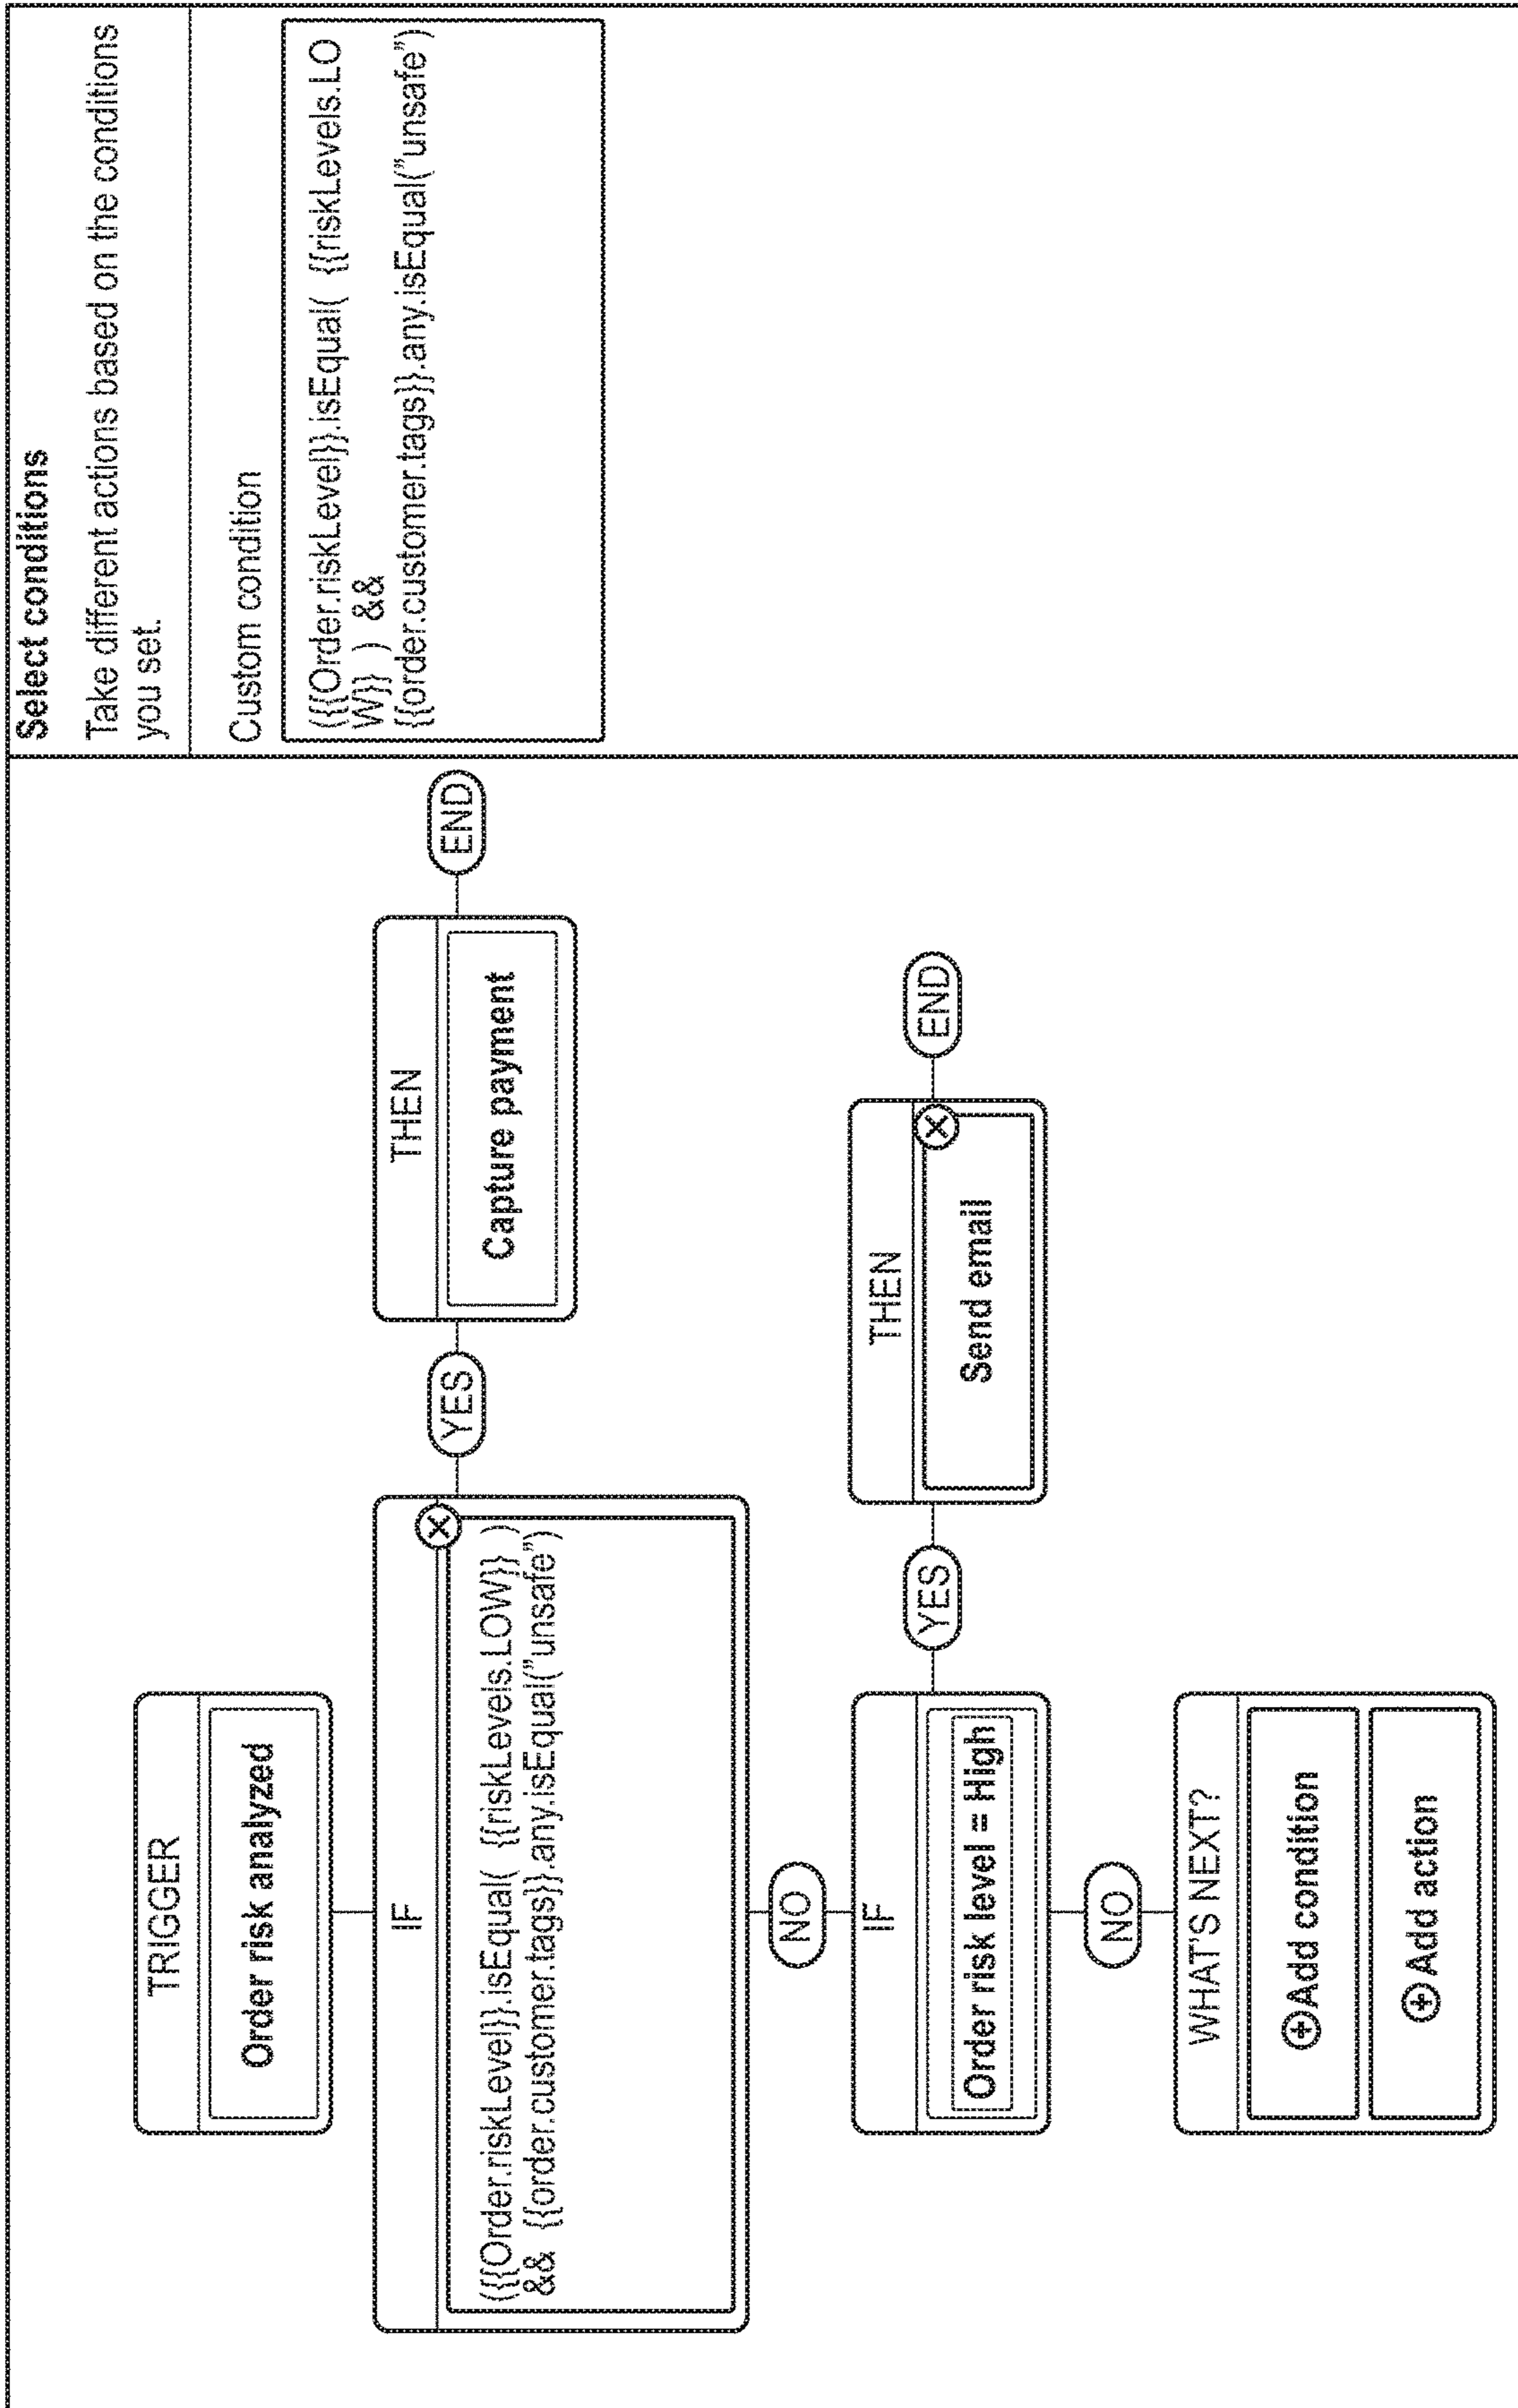 TRIGGER
Order risk analyzed
IF
({{Order.riskLevel}}.isEqual( {{riskLevels.LOW}} )
&& {{order.customer.tags}}.any.isEqual("unsafe")
YES
THEN
Capture payment
END
NO
IF
Order risk level = High
YES
THEN
Send email
END
NO
WHAT'S NEXT?
Add condition
Add action
Select conditions
Take different actions based on the conditions
you set.
Custom condition
({{Order.riskLevel}}.isEqual( {{riskLevels.LO
W}} ) &&
{{order.customer.tags}}.any.isEqual("unsafe")